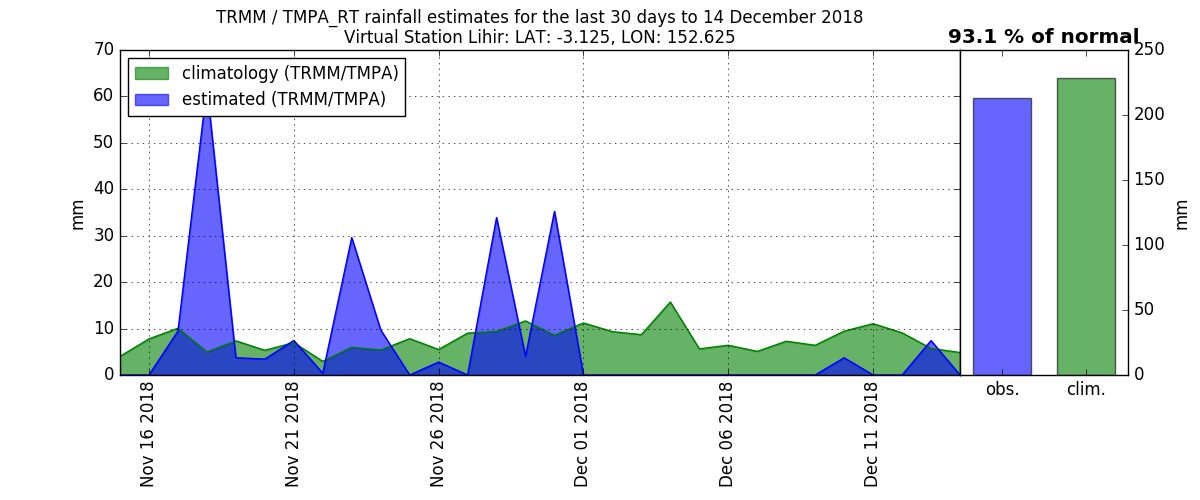 TRMM / TMPA_RT rainfall estimates for the last 30 days to 14 December 2018
Virtual Station Lihir: LAT: -3.125, LON: 152.625
93.1 % of normal
climatology (TRMM/TMPA)
estimated (TRMM/TMPA)
70
60
50
40
30
20
10
0
mm
Nov 16 2018
Nov 21 2018
Nov 26 2018
Dec 01 2018
Dec 06 2018
Dec 11 2018
250
200
150
100
50
0
mm
obs.
clim.